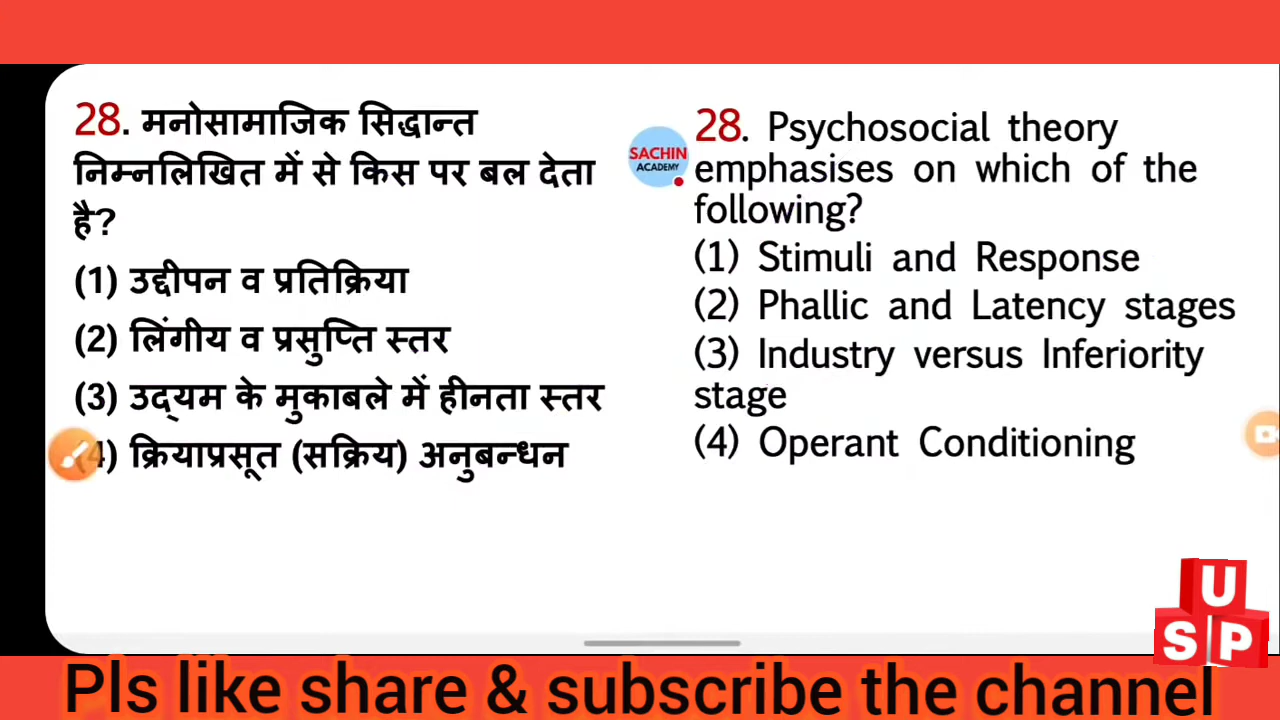 28. मनोसामाजिक सिद्धान्त
निम्नलिखित में से किस पर बल देता
है?
(1) उद्दीपन व प्रतिक्रिया
(2) लिंगीय व प्रसुप्ति स्तर
(3) उद्यम के मुकाबले में हीनता स्तर
4) क्रियाप्रसूत (सक्रिय) अनुबन्धन
SACHIN
ACADEMY
28. Psychosocial theory
emphasises on which of the
following?
(1) Stimuli and Response
(2) Phallic and Latency stages
(3) Industry versus Inferiority
stage
(4) Operant Conditioning
U
S P
Pls like share & subscribe the channel